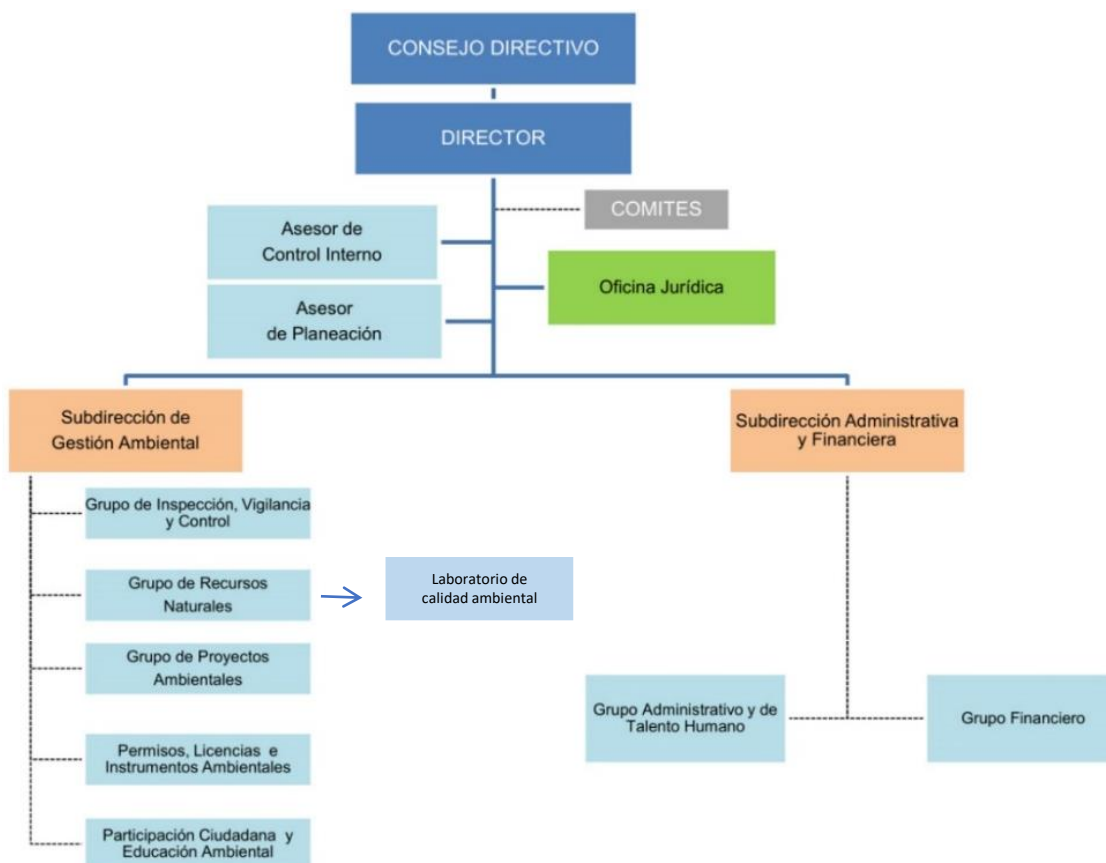 CONSEJO DIRECTIVO
DIRECTOR
COMITES
Asesor de
Control Interno
Oficina Jurídica
Asesor
de Planeación
Subdirección de
Gestión Ambiental
Subdirección Administrativa
y Financiera
Grupo de Inspección, Vigilancia
y Control
Grupo de Recursos
Naturales
Laboratorio de
calidad ambiental
Grupo de Proyectos
Ambientales
Grupo Administrativo y de
Talento Humano
Grupo Financiero
Permisos, Licencias e
Instrumentos Ambientales
Participación Ciudadana y
Educación Ambiental